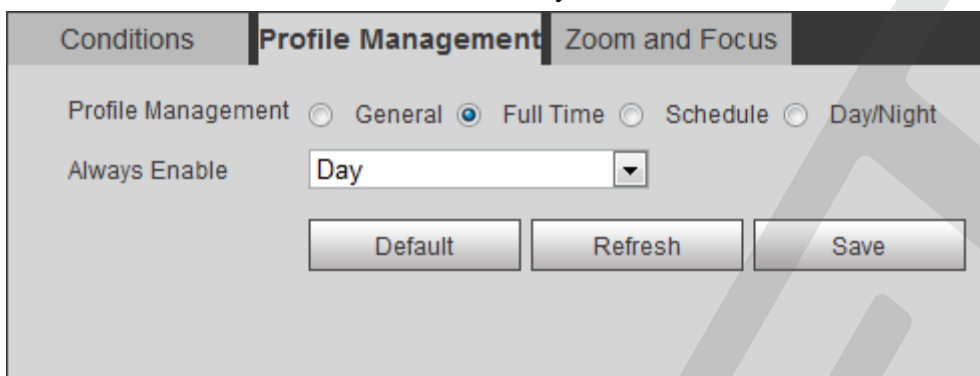 Conditions Profile Management Zoom and Focus
Profile Management General Full Time Schedule Day/Night
Always Enable Day
Default Refresh Save